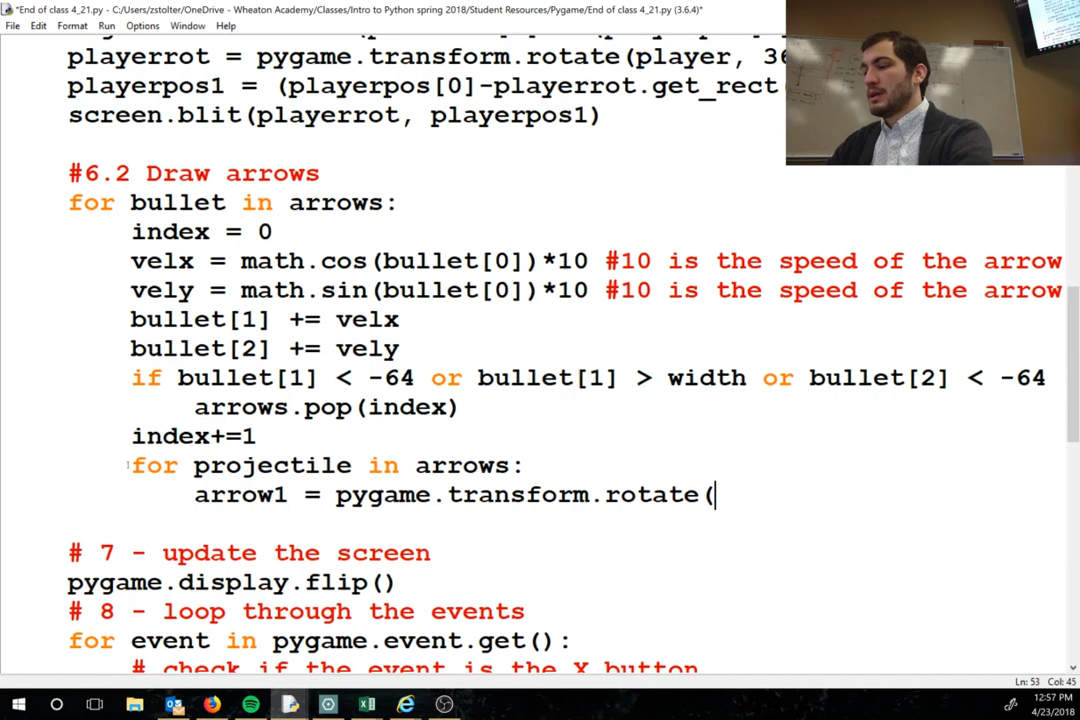 *End of class 4_21.py - C:/Users/zstolter/OneDrive - Wheaton Academy/Classes/Intro to Python spring 2018/Student Resources/Pygame/End of class 4_21.py (3.6.4)*
File Edit Format Run Options Window Help
playerrot = pygame.transform.rotate(player, 36
playerpos1 = (playerpos[0]-playerrot.get_rect(
screen.blit(playerrot, playerpos1)
#6.2 Draw arrows
for bullet in arrows:
index = 0
velx = math.cos(bullet[0])*10 #10 is the speed of the arrow
vely = math.sin(bullet[0])*10 #10 is the speed of the arrow
bullet[1] += velx
bullet[2] += vely
if bullet[1] < -64 or bullet[1] > width or bullet[2] < -64
arrows.pop(index)
index+=1
for projectile in arrows:
arrow1 = pygame.transform.rotate(
# 7 - update the screen
pygame.display.flip()
# 8 - loop through the events
for event in pygame.event.get():
# check if the event is the X button
Ln: 53 Col: 45
12:57 PM
4/23/2018